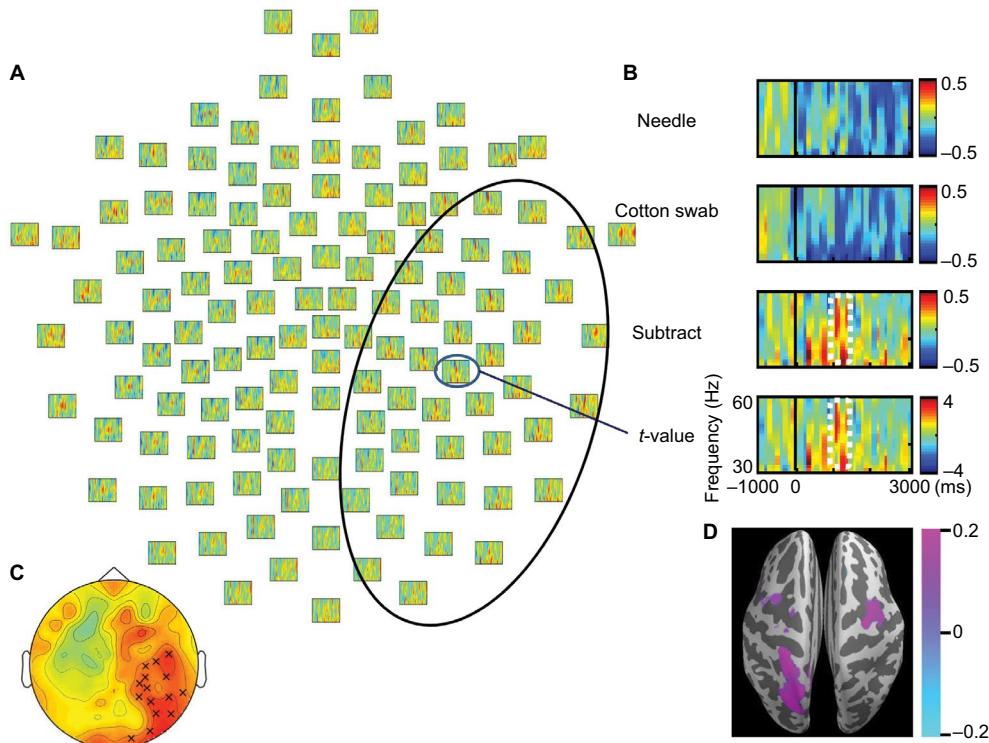 A
B
Needle
0.5
−0.5
Cotton swab
0.5
−0.5
Subtract
0.5
−0.5
t-value
Frequency (Hz)
60
30
4
−4
−1000 0 3000 (ms)
C
D
0.2
0
−0.2